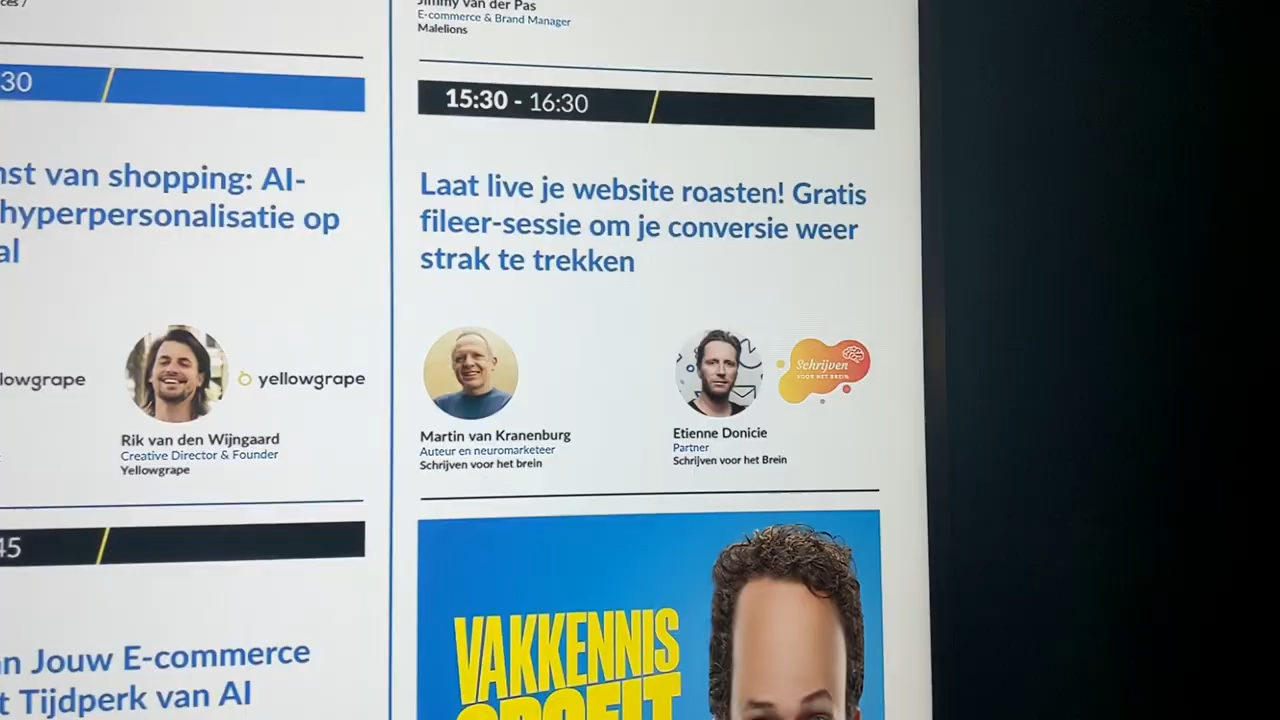 30
nst van shopping: AI-
hyperpersonalisatie op
al
lowgrape
yellowgrape
Rik van den Wijngaard
Creative Director & Founder
Yellowgrape
45
n Jouw E-commerce
t Tijdperk van AI
Jimmy van der Pas
E-commerce & Brand Manager
Malelions
15:30 - 16:30
Laat live je website roasten! Gratis
fileer-sessie om je conversie weer
strak te trekken
Martin van Kranenburg
Auteur en neuromarketeer
Schrijven voor het brein
Schrijven
VOOR HET BREIN
Etienne Donicie
Partner
Schrijven voor het Brein
VAKKENNIS